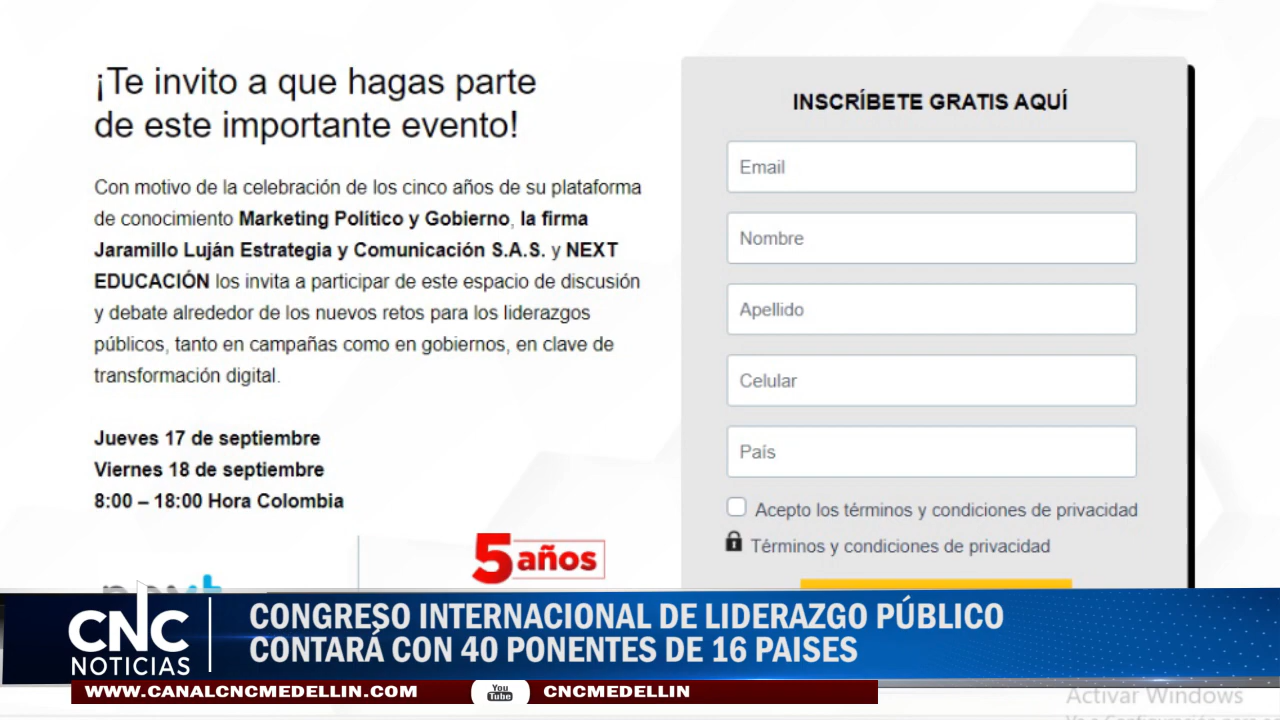 ¡Te invito a que hagas parte
de este importante evento!
Con motivo de la celebración de los cinco años de su plataforma
de conocimiento Marketing Político y Gobierno, la firma
Jaramillo Luján Estrategia y Comunicación S.A.S. y NEXT
EDUCACIÓN los invita a participar de este espacio de discusión
y debate alrededor de los nuevos retos para los liderazgos
públicos, tanto en campañas como en gobiernos, en clave de
transformación digital.
Jueves 17 de septiembre
Viernes 18 de septiembre
8:00 – 18:00 Hora Colombia
5 años
INSCRÍBETE GRATIS AQUÍ
Email
Nombre
Apellido
Celular
País
Acepto los términos y condiciones de privacidad
Términos y condiciones de privacidad
CNC
NOTICIAS
CONGRESO INTERNACIONAL DE LIDERAZGO PÚBLICO
CONTARÁ CON 40 PONENTES DE 16 PAISES
WWW.CANALCNCMEDELLIN.COM
You
Tube
CNCMEDELLIN
Activar Windows